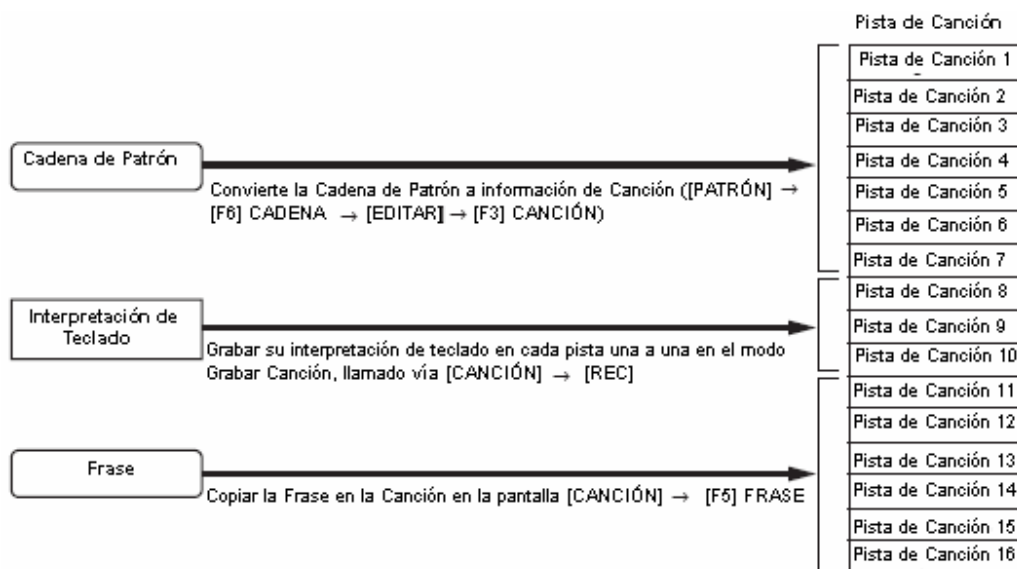 Pista de Canción
Pista de Canción 1
Pista de Canción 2
Pista de Canción 3
Cadena de Patrón
Pista de Canción 4
Convierte la Cadena de Patrón a información de Canción ([PATRÓN] →
[F6] CADENA → [EDITAR] → [F3] CANCIÓN)
Pista de Canción 5
Pista de Canción 6
Pista de Canción 7
Pista de Canción 8
Interpretación de
Teclado
Pista de Canción 9
Grabar su interpretación de teclado en cada pista una a una en el modo
Grabar Canción, llamado vía [CANCIÓN] → [REC]
Pista de Canción 10
Pista de Canción 11
Pista de Canción 12
Frase
Pista de Canción 13
Copiar la Frase en la Canción en la pantalla [CANCIÓN] → [F5] FRASE
Pista de Canción 14
Pista de Canción 15
Pista de Canción 16